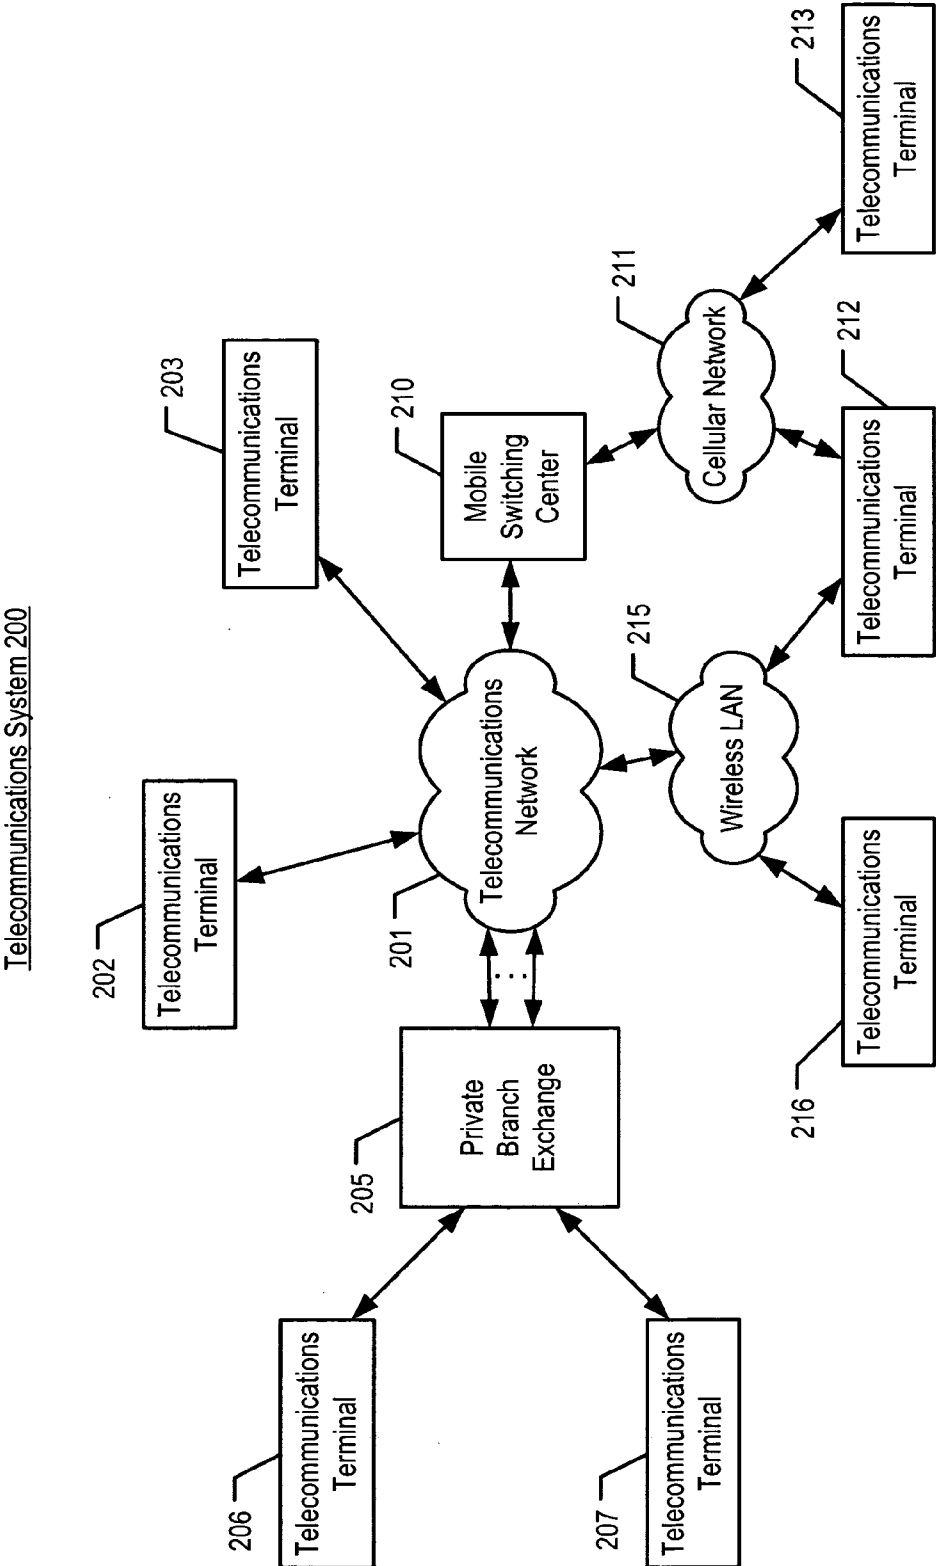 Telecommunications System 200
206
Telecommunications
Terminal
207
Telecommunications
Terminal
205
Private
Branch
Exchange
202
Telecommunications
Terminal
201
Telecommunications
Network
. . .
203
Telecommunications
Terminal
210
Mobile
Switching
Center
211
Cellular Network
215
Wireless LAN
216
Telecommunications
Terminal
212
Telecommunications
Terminal
213
Telecommunications
Terminal